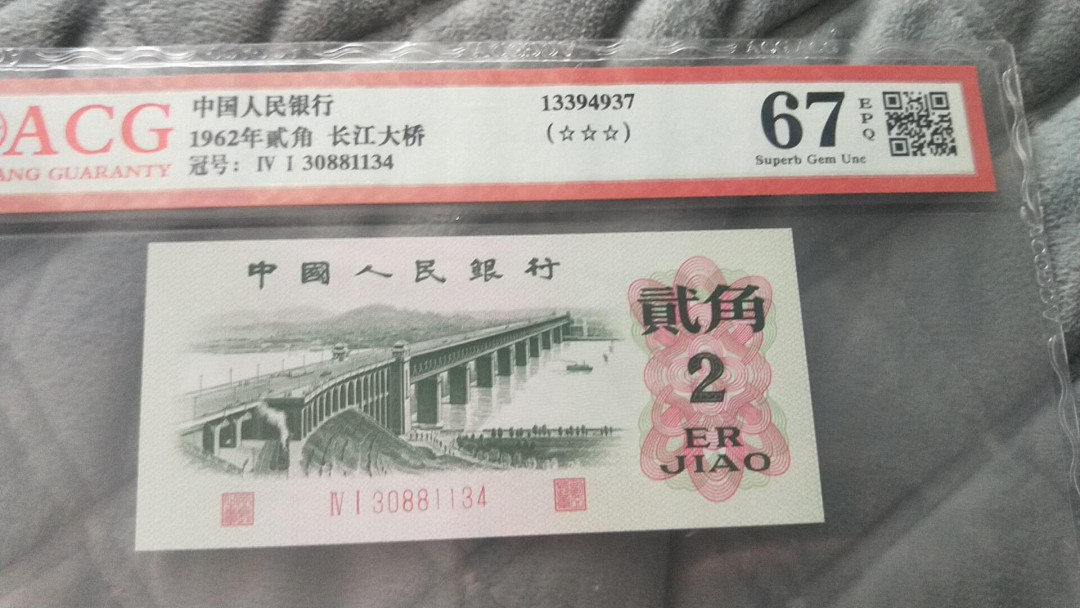 ACG
ANG GUARANTY
中国人民银行
1962年贰角 长江大桥
冠号: Ⅳ Ⅰ 30881134
13394937
(☆☆☆)
67
EPQ
Superb Gem Unc
中國人民銀行
貳角
2
ER
JIAO
Ⅳ Ⅰ 30881134